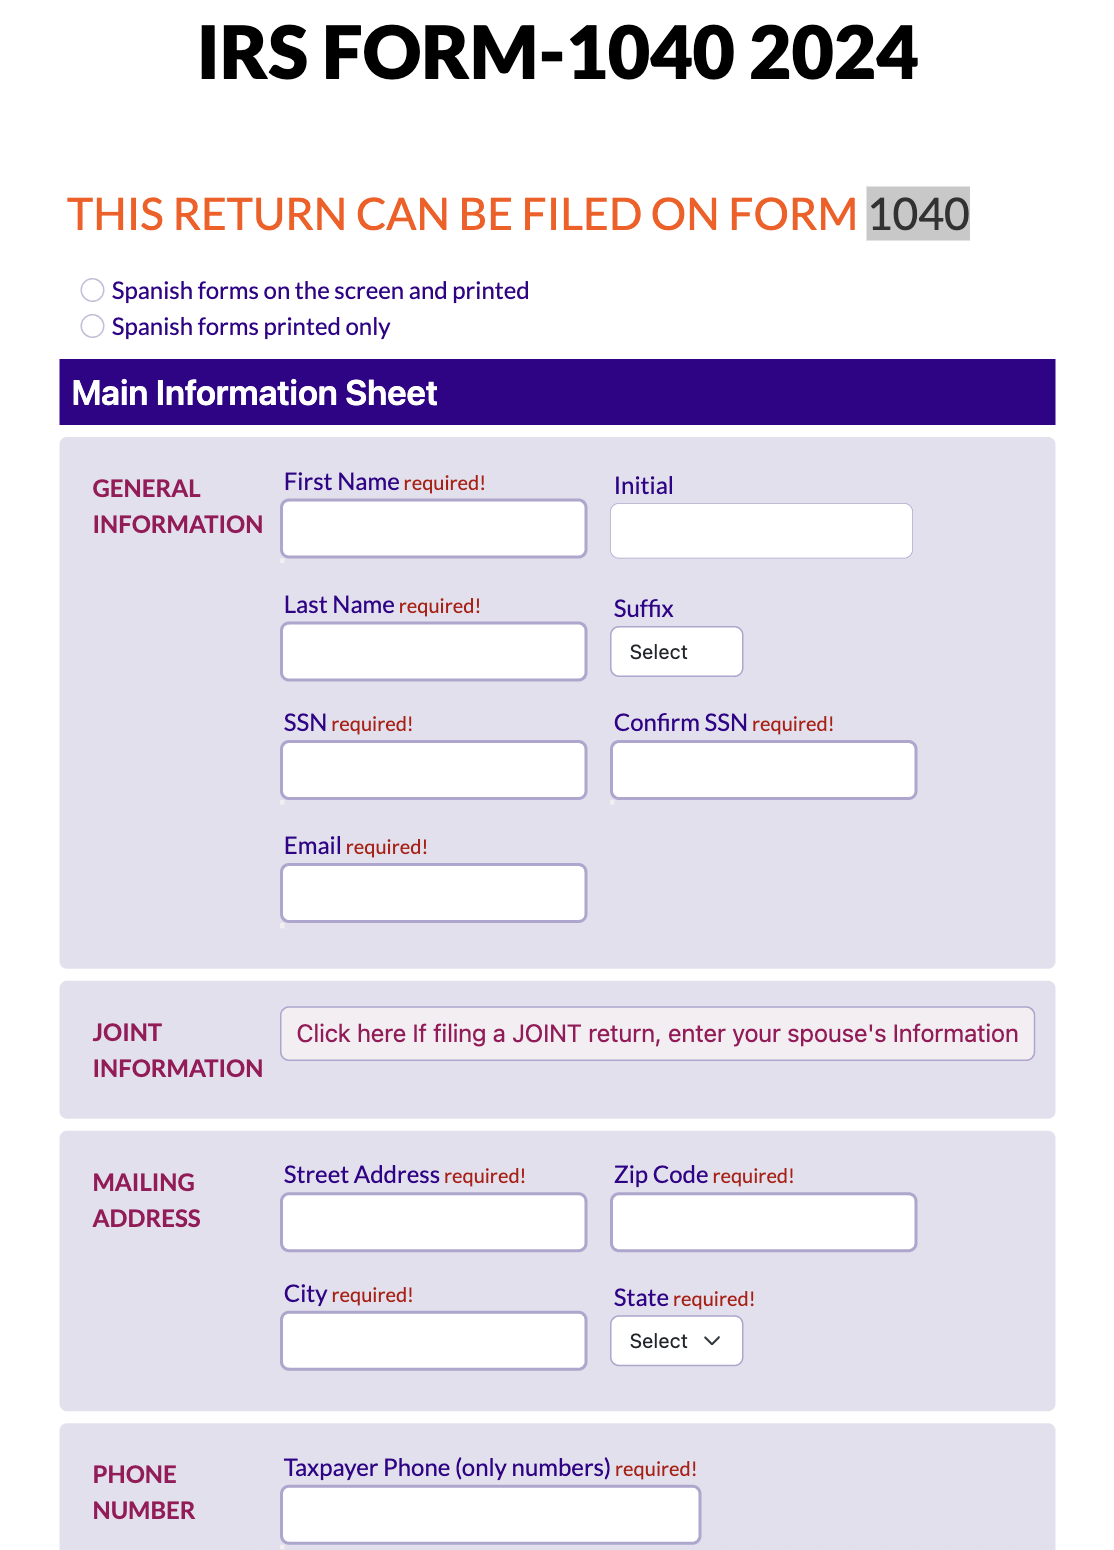 IRS FORM-1040 2024
THIS RETURN CAN BE FILED ON FORM 1040
Spanish forms on the screen and printed
Spanish forms printed only
Main Information Sheet
GENERAL
INFORMATION
First Name required!
Initial
Last Name required!
Suffix
Select
SSN required!
Confirm SSN required!
Email required!
JOINT
INFORMATION
Click here If filing a JOINT return, enter your spouse's Information
MAILING
ADDRESS
Street Address required!
Zip Code required!
City required!
State required!
Select
PHONE
NUMBER
Taxpayer Phone (only numbers) required!